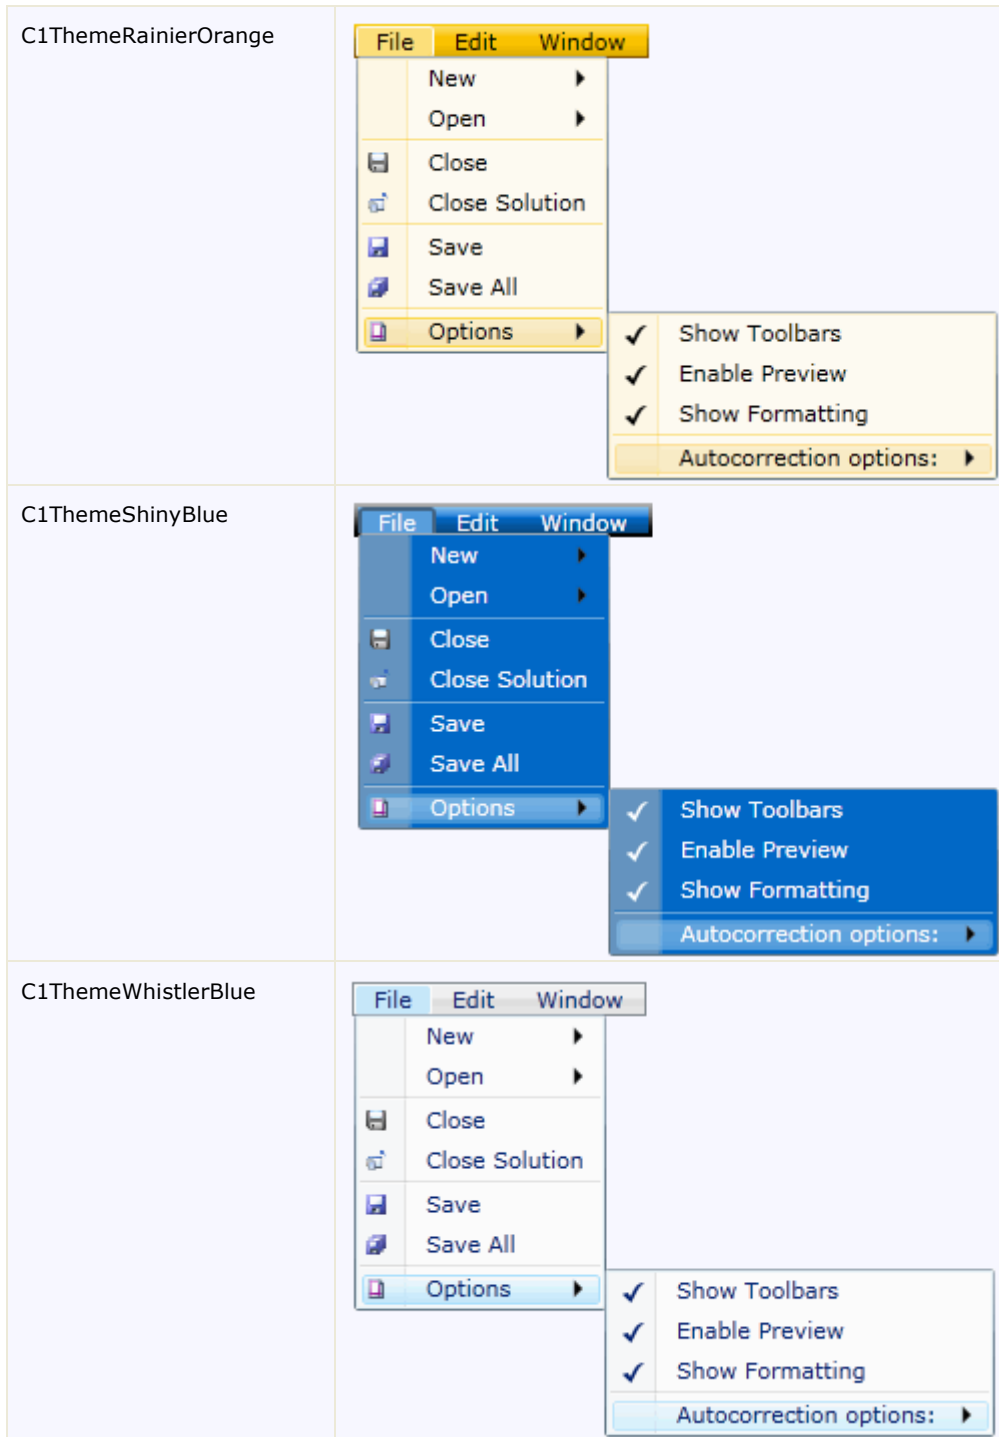 C1ThemeRainierOrange
File Edit Window
New
Open
Close
Close Solution
Save
Save All
Options
Show Toolbars
Enable Preview
Show Formatting
Autocorrection options:
C1ThemeShinyBlue
File Edit Window
New
Open
Close
Close Solution
Save
Save All
Options
Show Toolbars
Enable Preview
Show Formatting
Autocorrection options:
C1ThemeWhistlerBlue
File Edit Window
New
Open
Close
Close Solution
Save
Save All
Options
Show Toolbars
Enable Preview
Show Formatting
Autocorrection options: